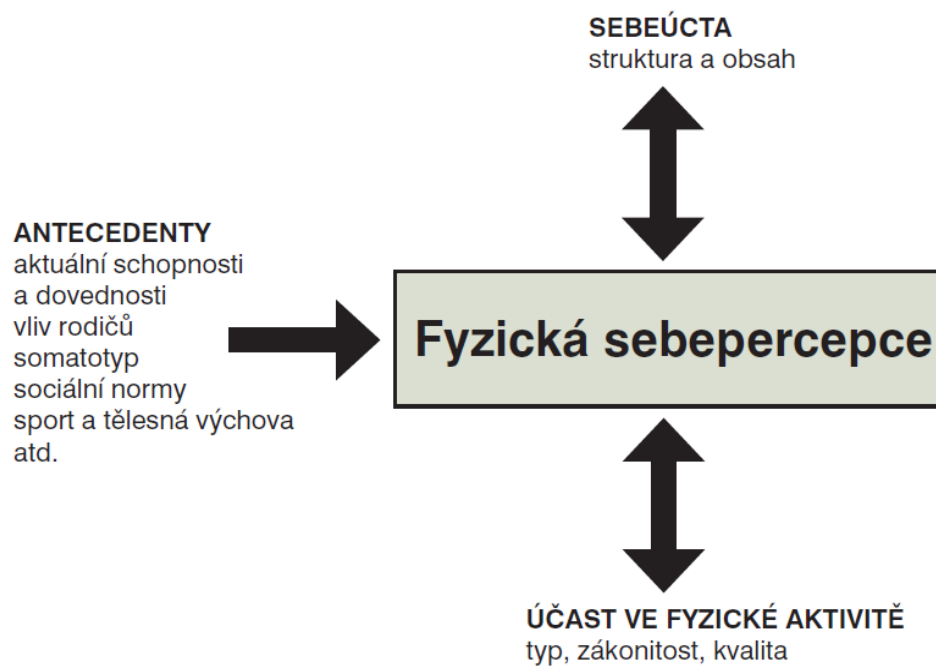 SEBEÚCTA
struktura a obsah
ANTECEDENTY
aktuální schopnosti
a dovednosti
vliv rodičů
somatotyp
sociální normy
sport a tělesná výchova
atd.
Fyzická sebepercepce
ÚČAST VE FYZICKÉ AKTIVITĚ
typ, zákonitost, kvalita